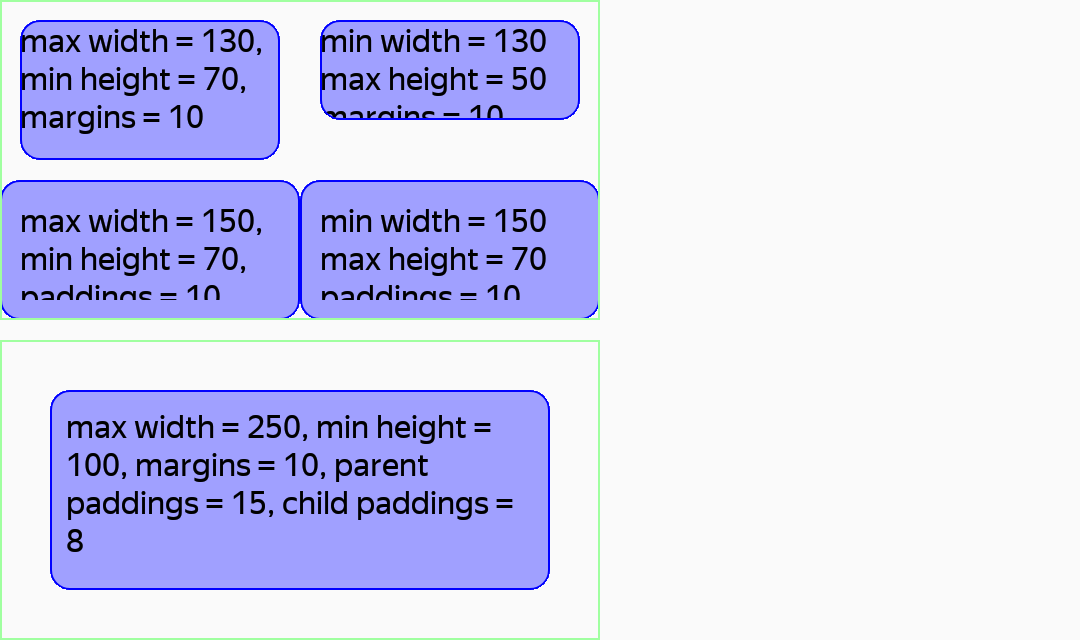 max width = 130,
min height = 70,
margins = 10
min width = 130
max height = 50
margins = 10
max width = 150,
min height = 70,
paddings = 10
min width = 150
max height = 70
paddings = 10
max width = 250, min height =
100, margins = 10, parent
paddings = 15, child paddings =
8